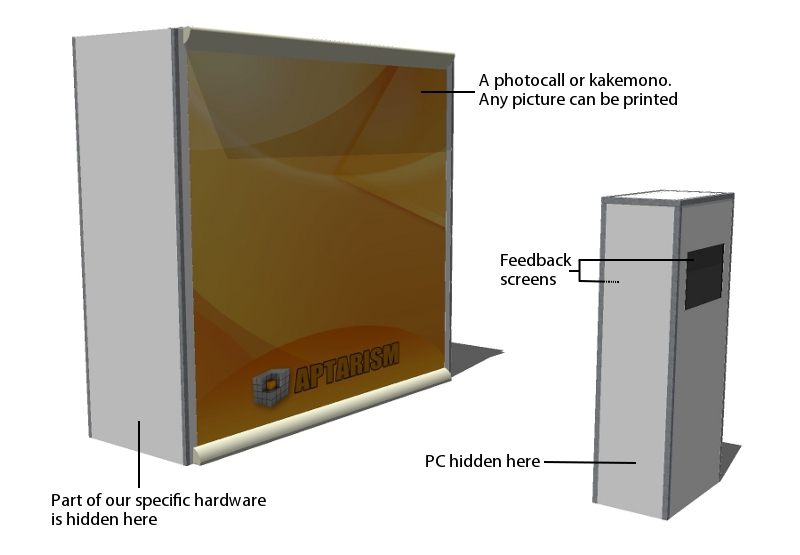 A photocall or kakemono.
Any picture can be printed
Feedback
screens
APTARISM
PC hidden here
Part of our specific hardware
is hidden here